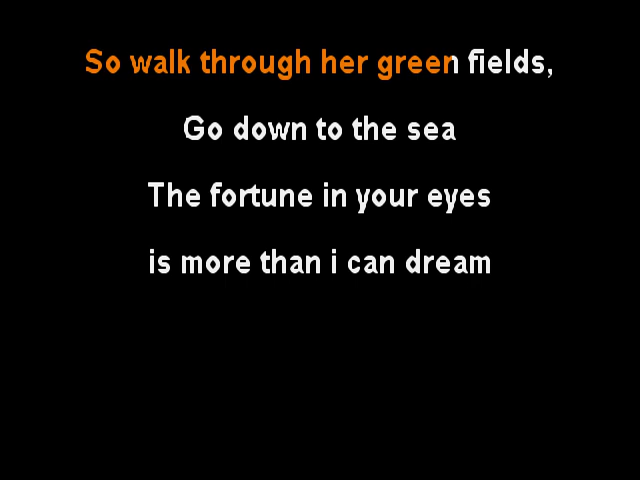 So walk through her green fields,
Go down to the sea
The fortune in your eyes
is more than i can dream